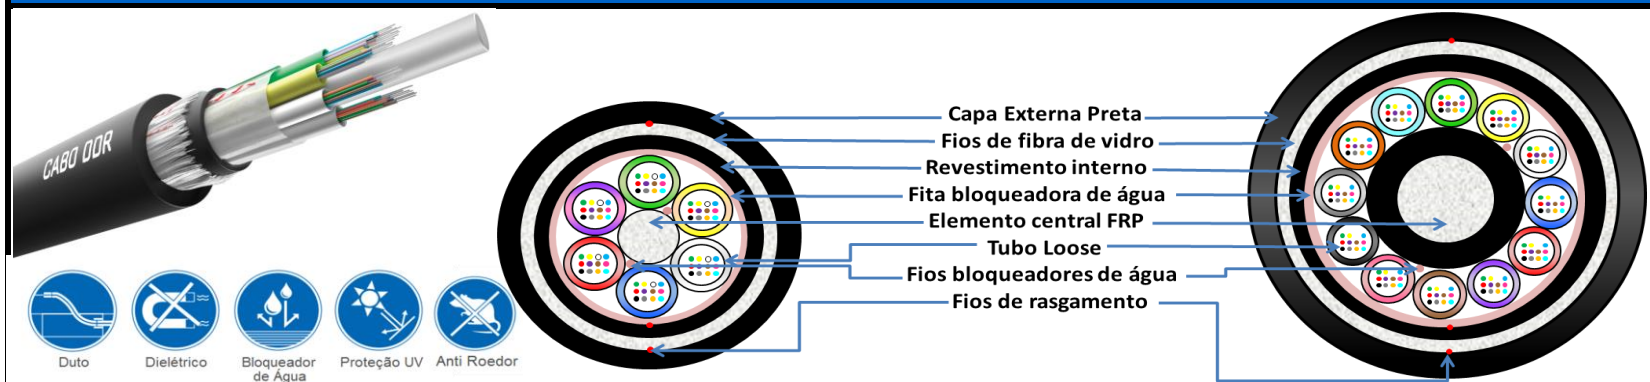 CABO DDR
Capa Externa Preta
Fios de fibra de vidro
Revestimento interno
Fita bloqueadora de água
Elemento central FRP
Tubo Loose
Fios bloqueadores de água
Fios de rasgamento
Duto
Dielétrico
Bloqueador
de Água
Proteção UV
Anti Roedor